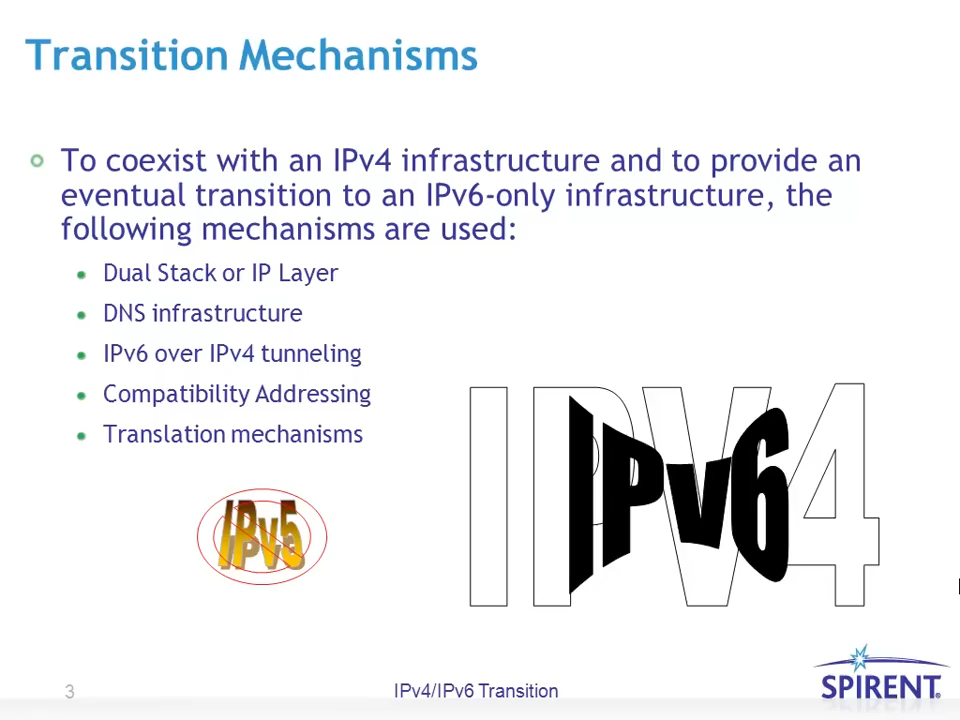 Transition Mechanisms
To coexist with an IPv4 infrastructure and to provide an
eventual transition to an IPv6-only infrastructure, the
following mechanisms are used:
Dual Stack or IP Layer
DNS infrastructure
IPv6 over IPv4 tunneling
Compatibility Addressing
Translation mechanisms
IPv5
IPV4
IPv6
3
IPv4/IPv6 Transition
SPIRENT®